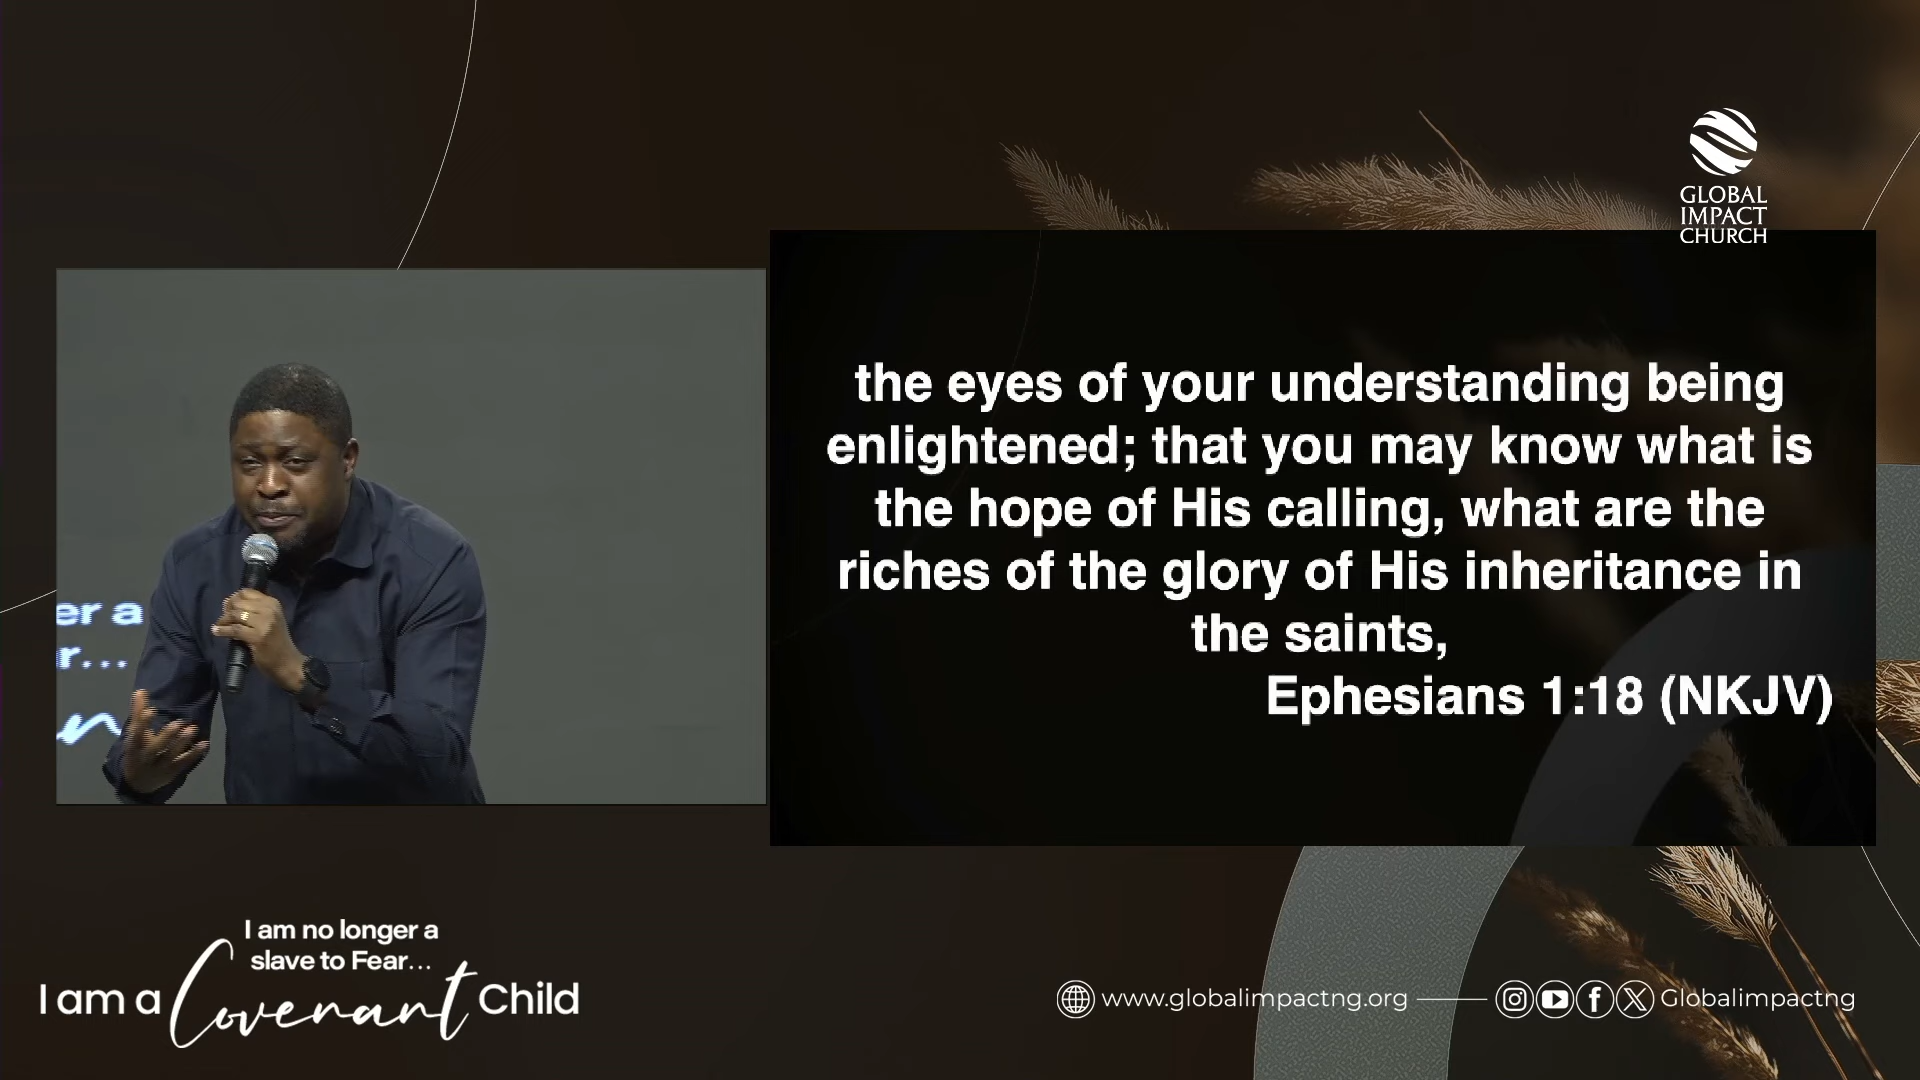 GLOBAL
IMPACT
CHURCH
the eyes of your understanding being
enlightened; that you may know what is
the hope of His calling, what are the
riches of the glory of His inheritance in
the saints,
Ephesians 1:18 (NKJV)
er a
r...
n
I am no longer a
slave to Fear...
I am a Covenant Child
www.globalimpactng.org
Globalimpactng